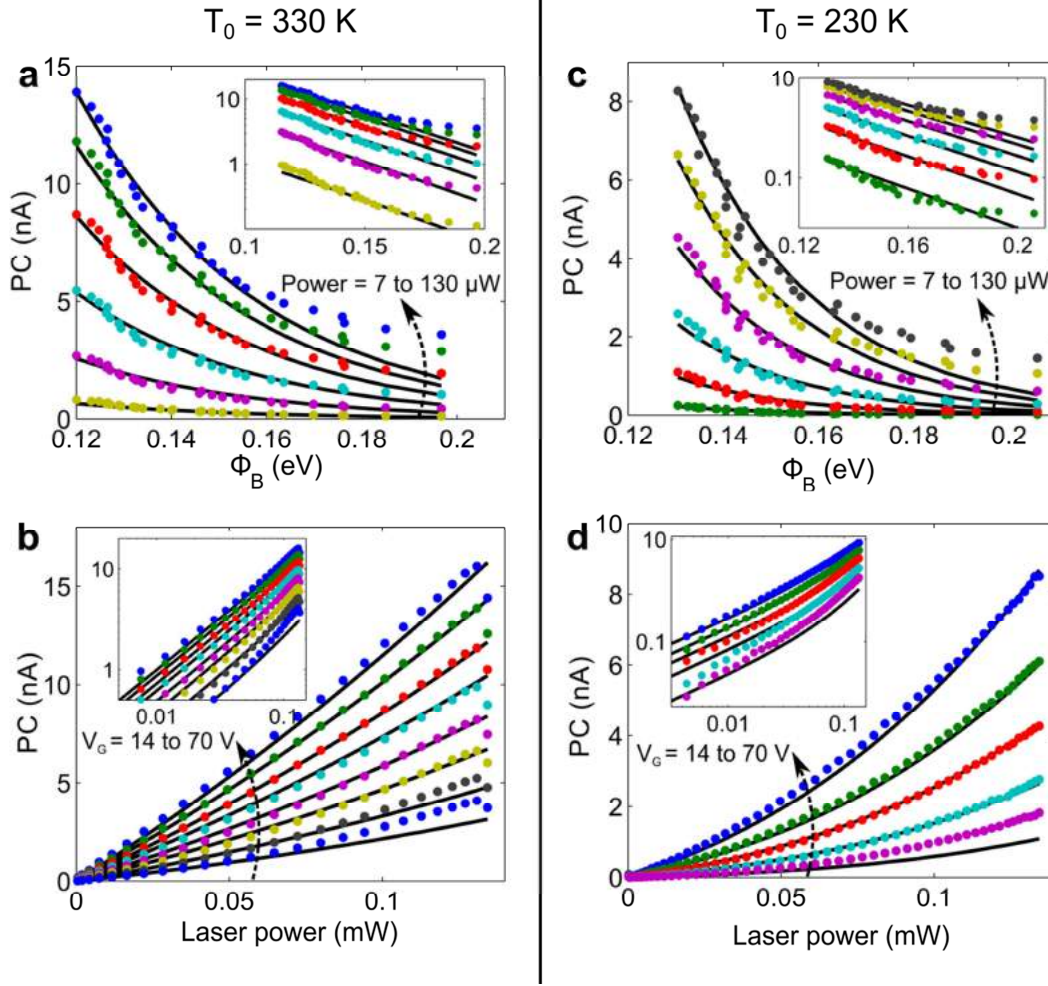 T₀ = 330 K
T₀ = 230 K
a
15
10
5
0
PC (nA)
0.12
0.14
0.16
0.18
0.2
Φ_B (eV)
10
1
0.1
0.15
0.2
Power = 7 to 130 µW
c
8
6
4
2
0
PC (nA)
0.12
0.14
0.16
0.18
0.2
Φ_B (eV)
10
0.1
0.12
0.16
0.2
Power = 7 to 130 µW
b
15
10
5
0
PC (nA)
0
0.05
0.1
Laser power (mW)
10
1
0.01
0.1
V_G = 14 to 70 V
d
10
8
6
4
2
0
PC (nA)
0
0.05
0.1
Laser power (mW)
10
0.1
0.01
0.1
V_G = 14 to 70 V